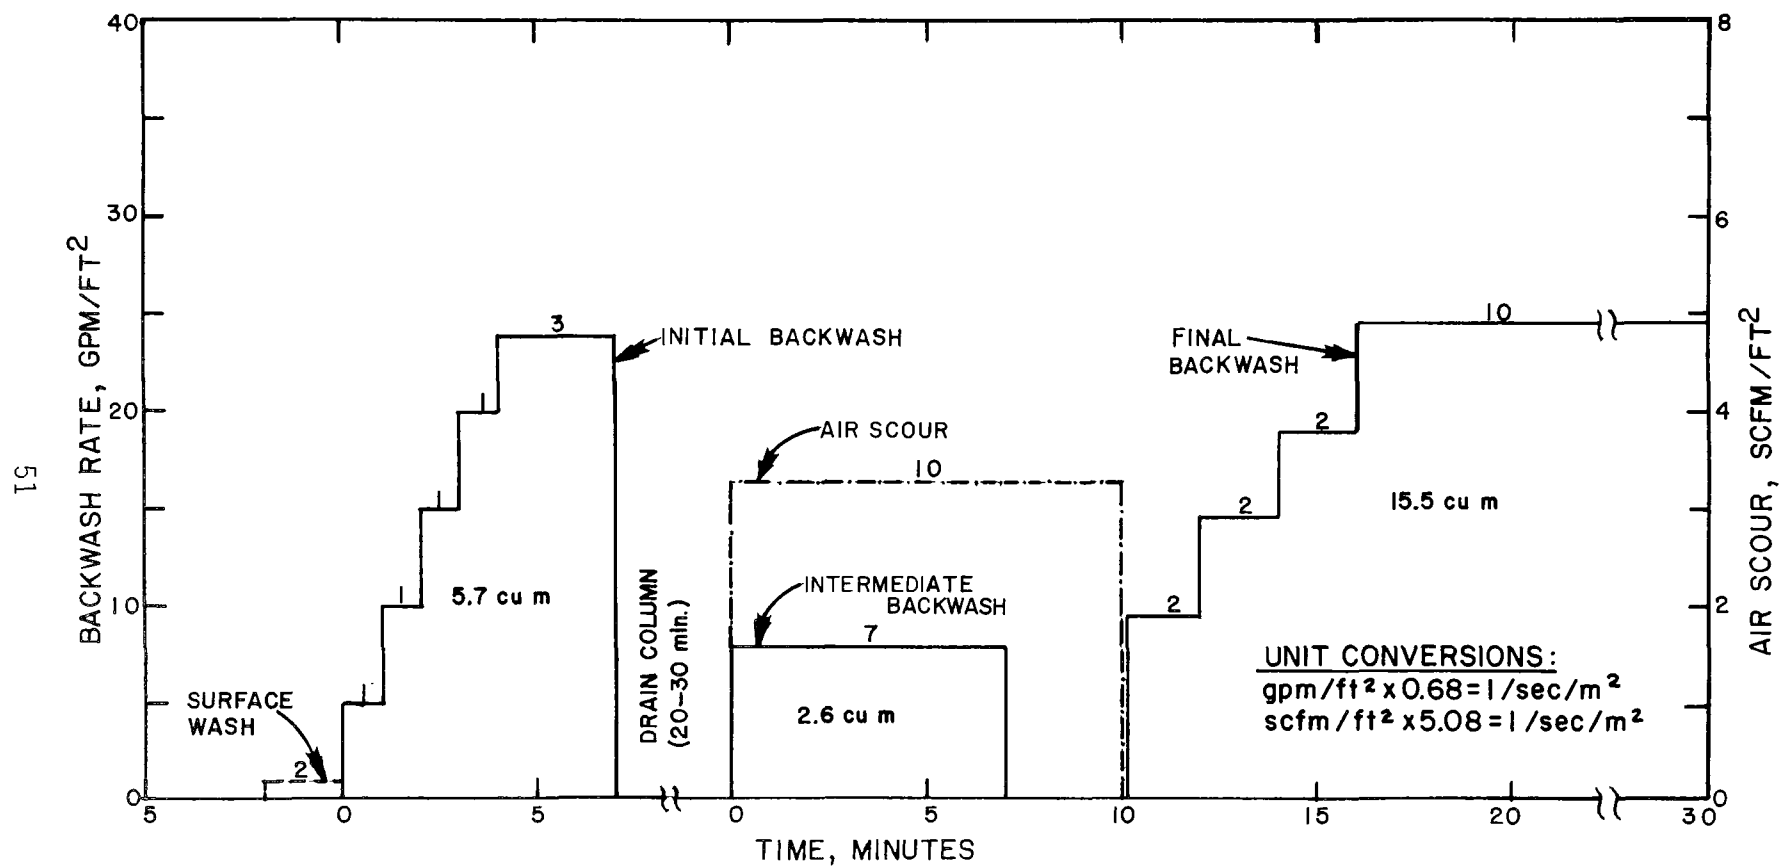 40
30
20
10
0
BACKWASH RATE, GPM/FT²
51
8
6
4
2
0
AIR SCOUR, SCFM/FT²
3
INITIAL BACKWASH
1
1
1
1
5.7 cu m
SURFACE
WASH
2
DRAIN COLUMN
(20-30 min.)
AIR SCOUR
10
INTERMEDIATE
BACKWASH
7
2.6 cu m
10
FINAL
BACKWASH
2
2
2
15.5 cu m
UNIT CONVERSIONS:
gpm/ft² x 0.68 = l/sec/m²
scfm/ft² x 5.08 = l/sec/m²
5 0 5 0 5 10 15 20 30
TIME, MINUTES